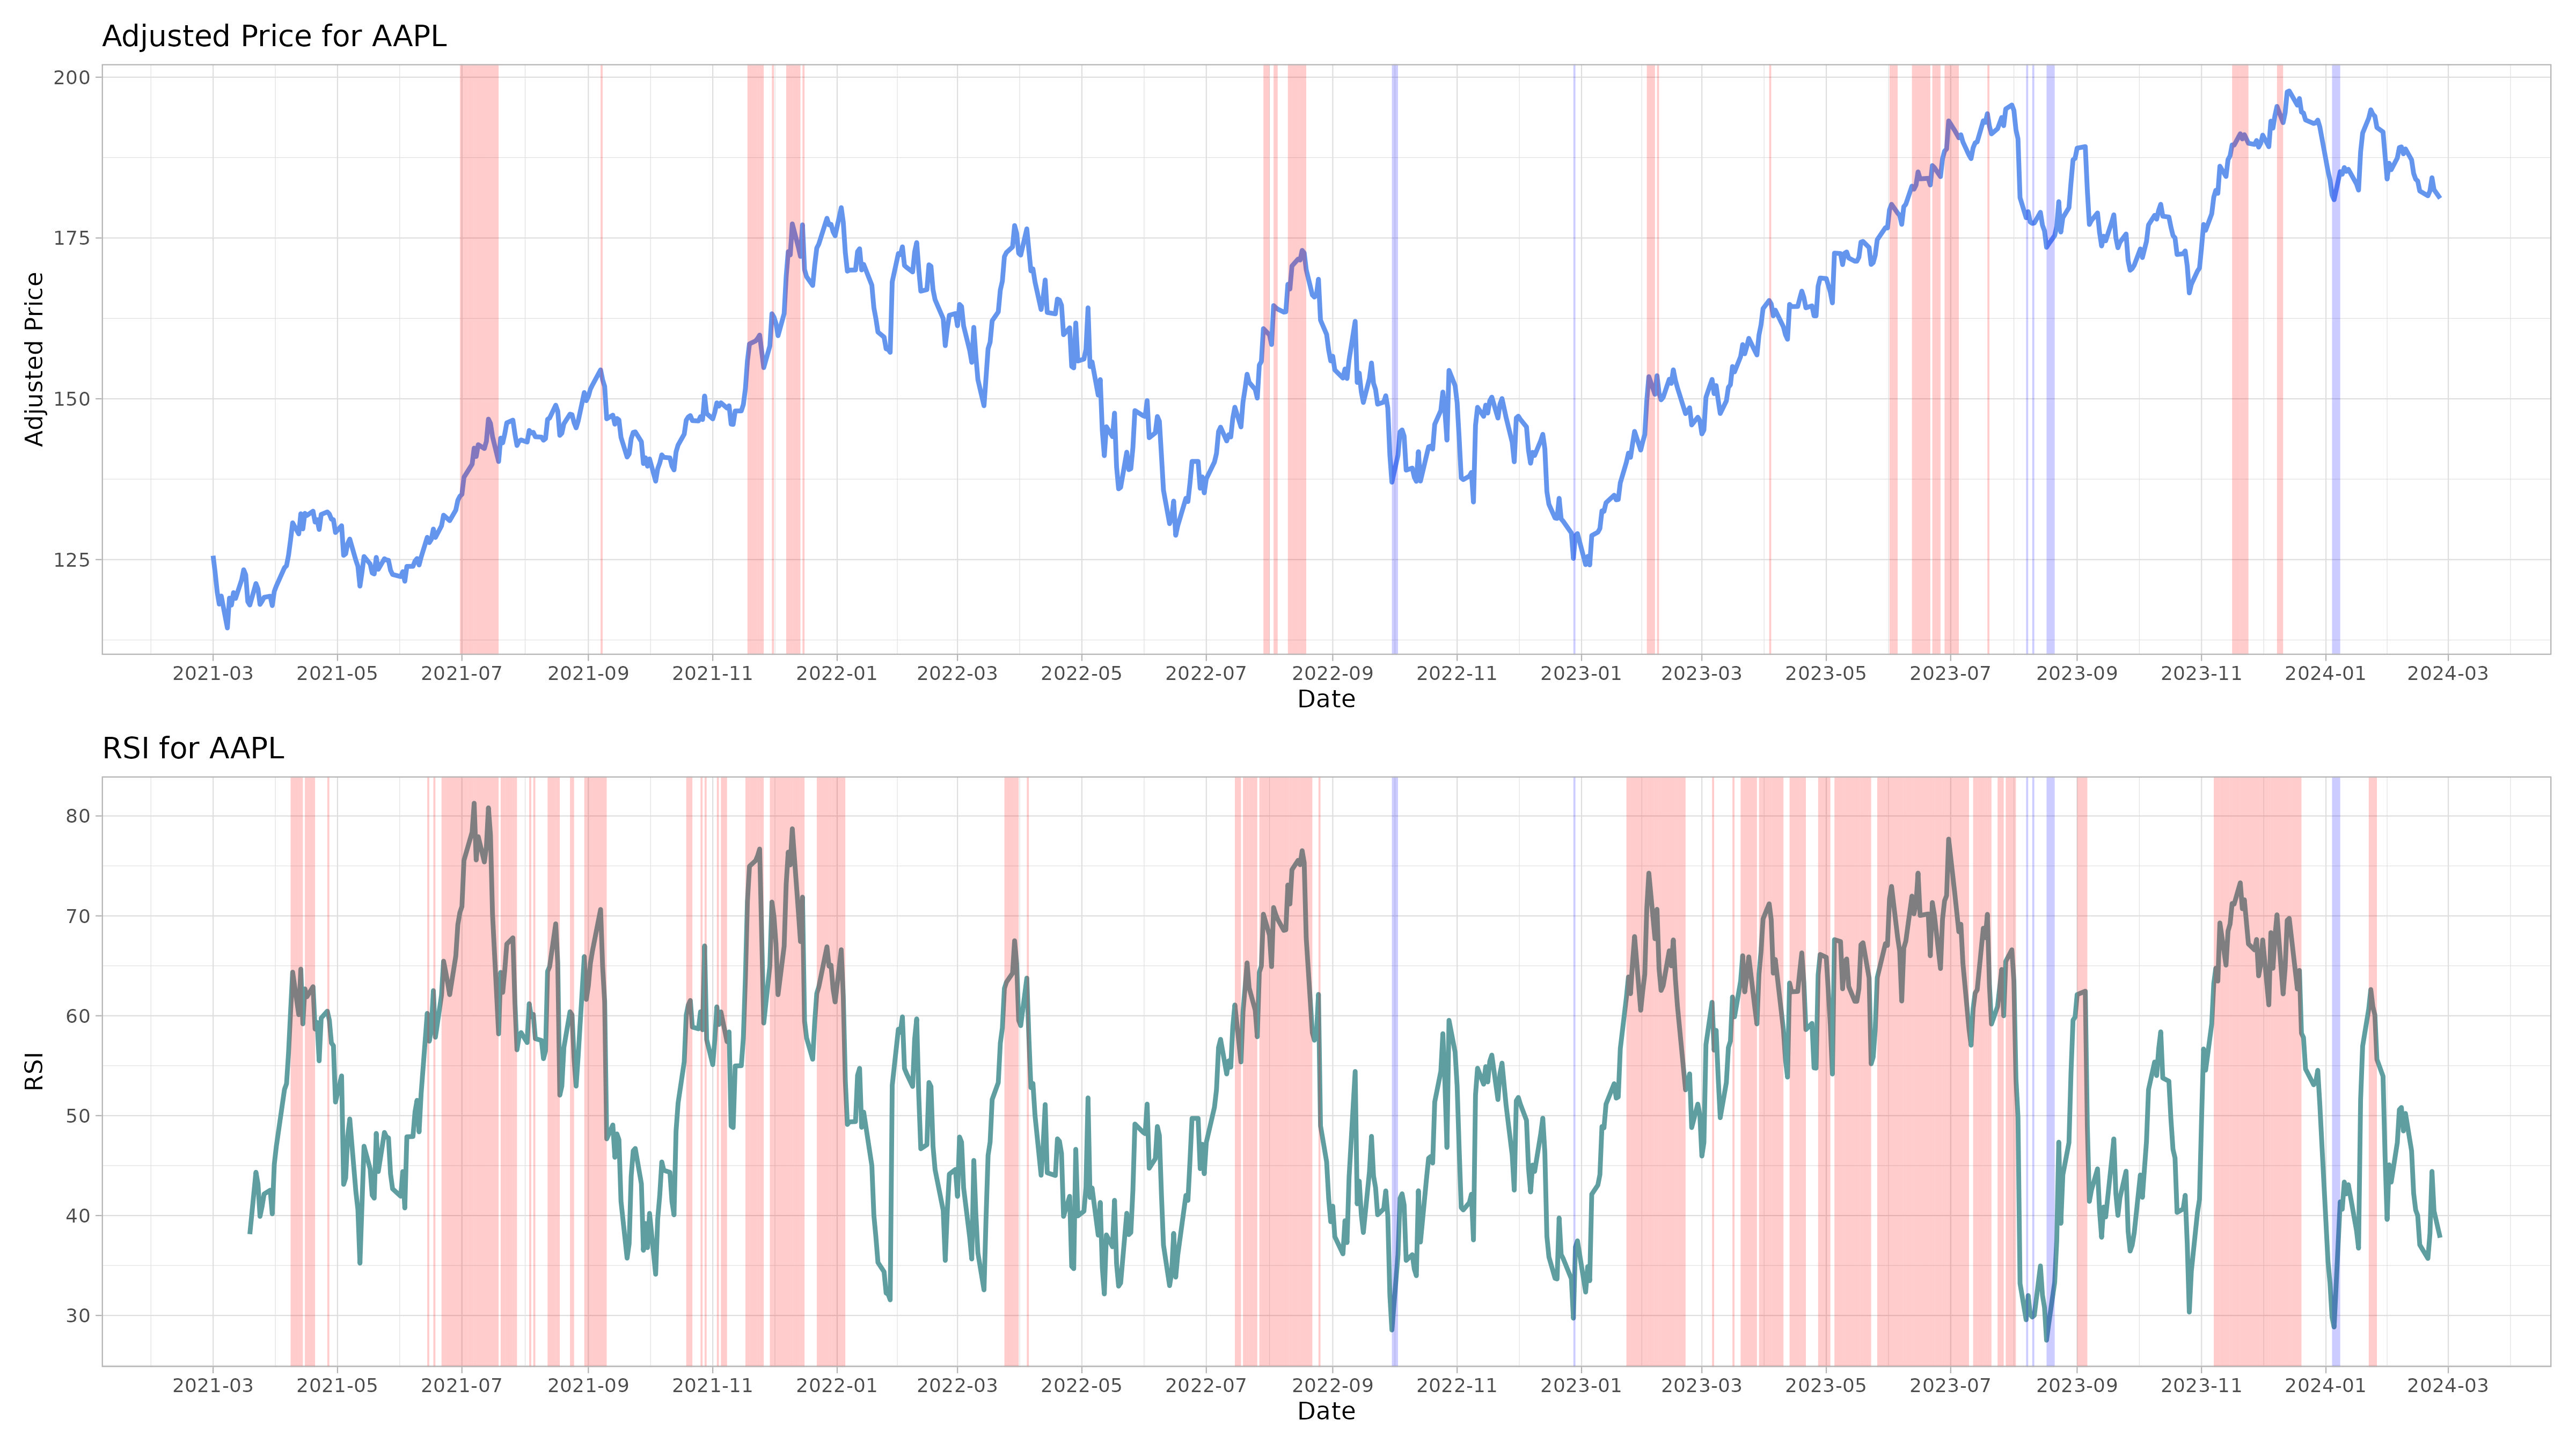 Adjusted Price for AAPL
Adjusted Price
200
175
150
125
2021-03 2021-05 2021-07 2021-09 2021-11 2022-01 2022-03 2022-05 2022-07 2022-09 2022-11 2023-01 2023-03 2023-05 2023-07 2023-09 2023-11 2024-01 2024-03
Date
RSI for AAPL
RSI
80
70
60
50
40
30
2021-03 2021-05 2021-07 2021-09 2021-11 2022-01 2022-03 2022-05 2022-07 2022-09 2022-11 2023-01 2023-03 2023-05 2023-07 2023-09 2023-11 2024-01 2024-03
Date